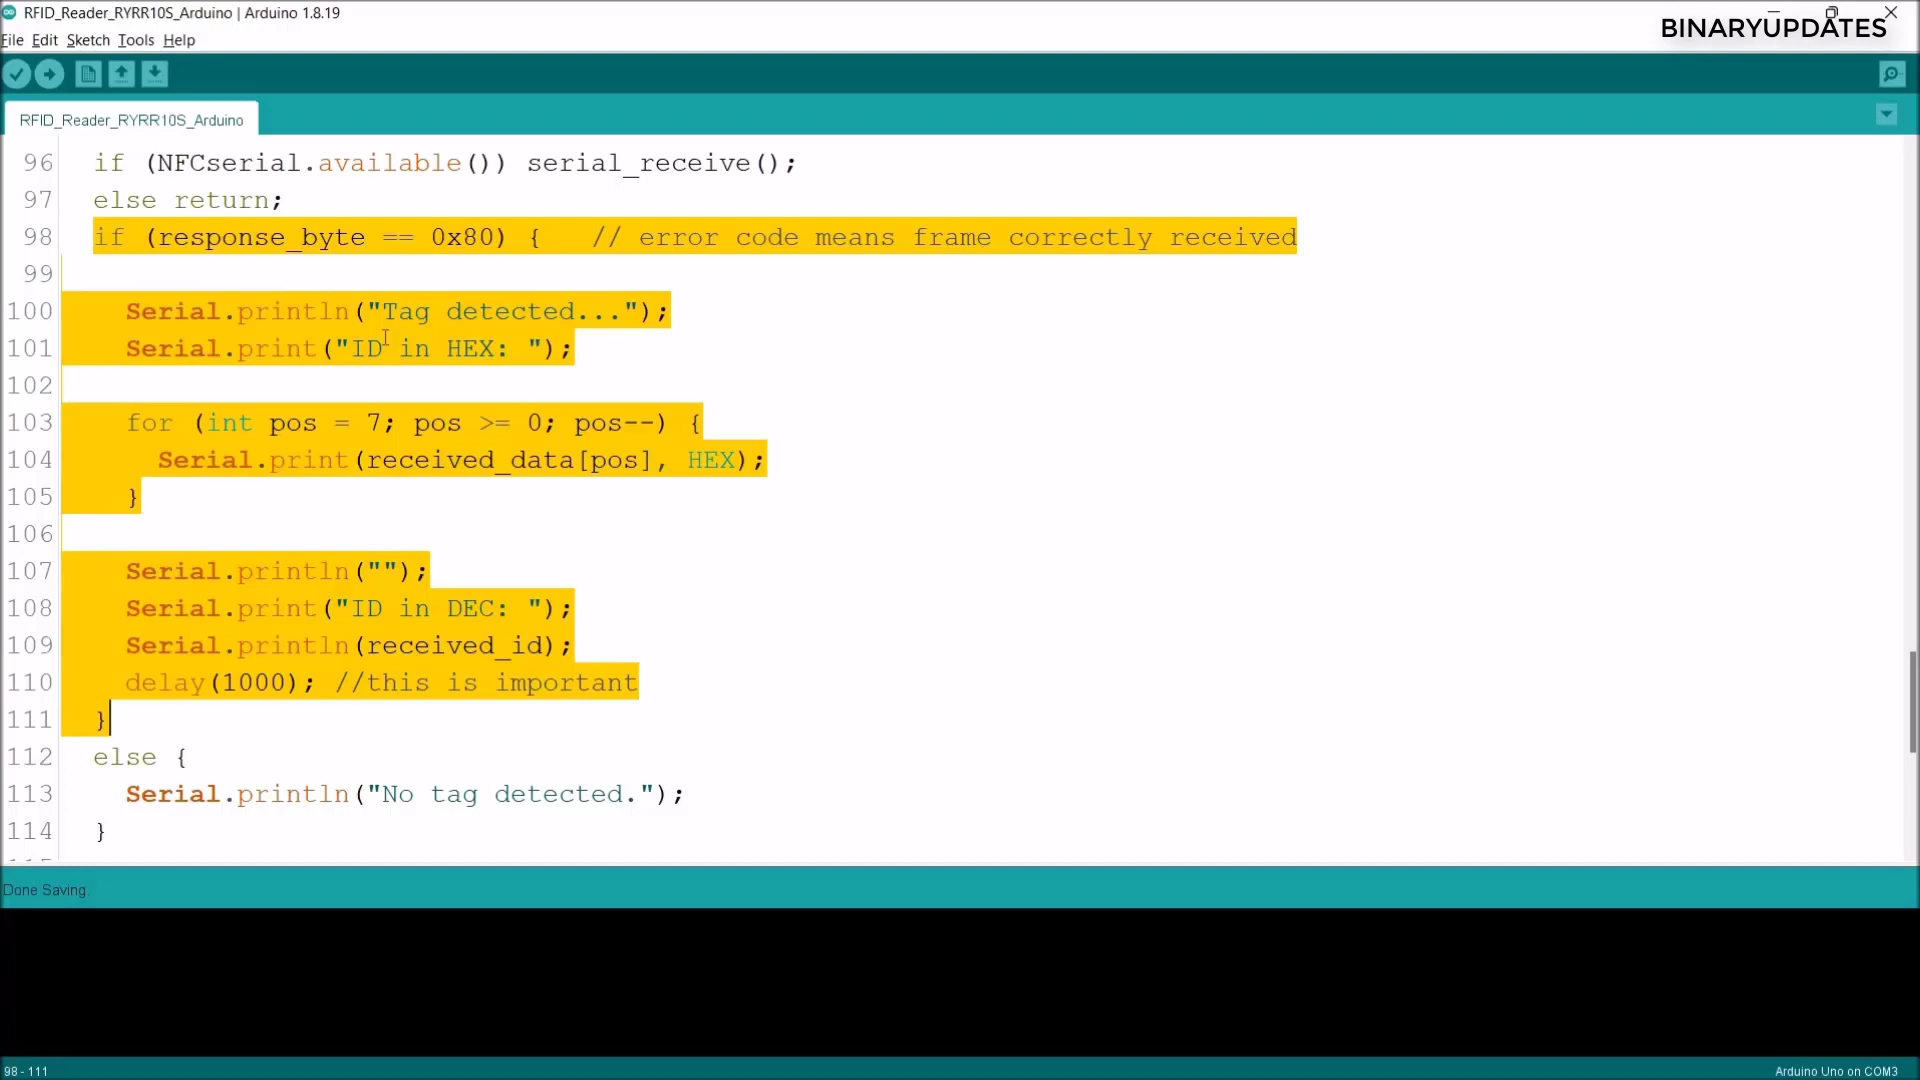 RFID_Reader_RYRR10S_Arduino | Arduino 1.8.19
BINARYUPDATES
File Edit Sketch Tools Help
RFID_Reader_RYRR10S_Arduino
96 if (NFCserial.available()) serial_receive();
97 else return;
98 if (response_byte == 0x80) { // error code means frame correctly received
99
100 Serial.println("Tag detected...");
101 Serial.print("ID in HEX: ");
102
103 for (int pos = 7; pos >= 0; pos--) {
104 Serial.print(received_data[pos], HEX);
105 }
106
107 Serial.println("");
108 Serial.print("ID in DEC: ");
109 Serial.println(received_id);
110 delay(1000); //this is important
111 }
112 else {
113 Serial.println("No tag detected.");
114 }
Done Saving.
98 - 111
Arduino Uno on COM3